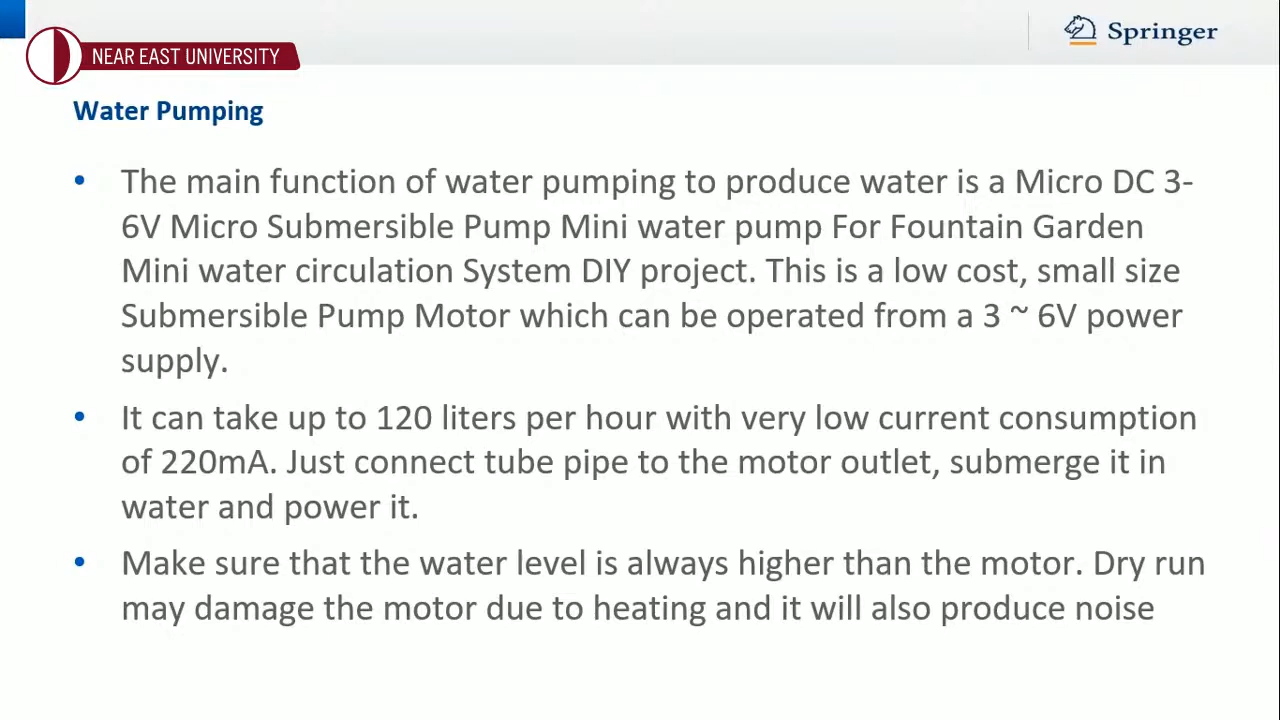 NEAR EAST UNIVERSITY
Springer
Water Pumping
• The main function of water pumping to produce water is a Micro DC 3-
6V Micro Submersible Pump Mini water pump For Fountain Garden
Mini water circulation System DIY project. This is a low cost, small size
Submersible Pump Motor which can be operated from a 3 ~ 6V power
supply.
• It can take up to 120 liters per hour with very low current consumption
of 220mA. Just connect tube pipe to the motor outlet, submerge it in
water and power it.
• Make sure that the water level is always higher than the motor. Dry run
may damage the motor due to heating and it will also produce noise